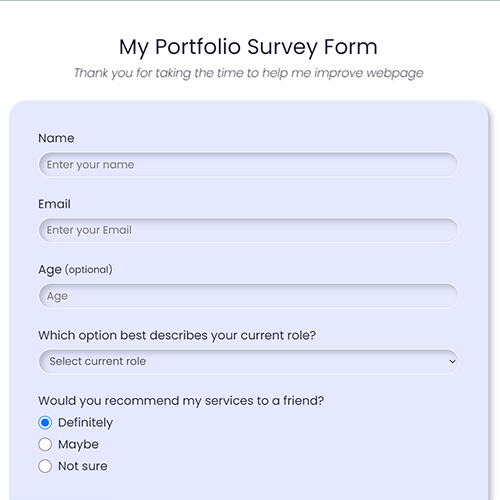 My Portfolio Survey Form
Thank you for taking the time to help me improve webpage
Name
Enter your name
Email
Enter your Email
Age (optional)
Age
Which option best describes your current role?
Select current role
Would you recommend my services to a friend?
Definitely
Maybe
Not sure